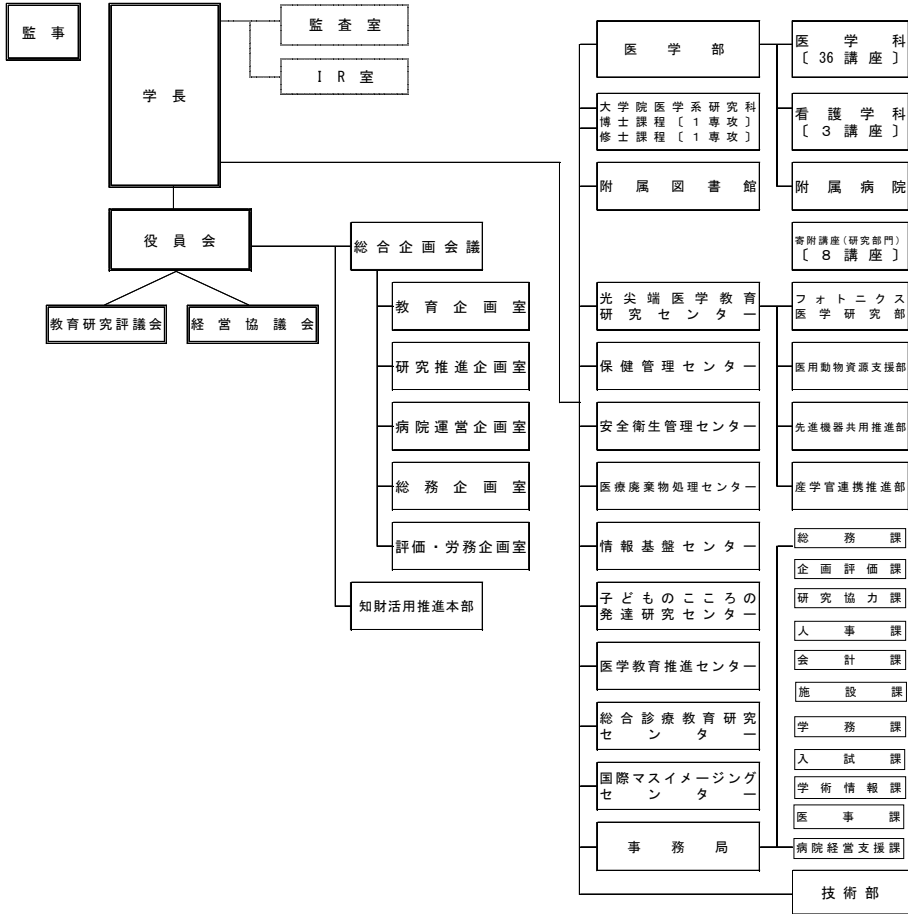 監事
学長
監査室
IR室
役員会
教育研究評議会
経営協議会
総合企画会議
教育企画室
研究推進企画室
病院運営企画室
総務企画室
評価・労務企画室
知財活用推進本部
医学部
大学院医学系研究科
博士課程〔1専攻〕
修士課程〔1専攻〕
附属図書館
光尖端医学教育
研究センター
保健管理センター
安全衛生管理センター
医療廃棄物処理センター
情報基盤センター
子どものこころの
発達研究センター
医学教育推進センター
総合診療教育研究
センター
国際マスイメージング
センター
事務局
医学科
〔36講座〕
看護学科
〔3講座〕
附属病院
寄附講座(研究部門)
〔8講座〕
フォトニクス
医学研究部
医用動物資源支援部
先進機器共用推進部
産学官連携推進部
総務課
企画評価課
研究協力課
人事課
会計課
施設課
学務課
入試課
学術情報課
医事課
病院経営支援課
技術部